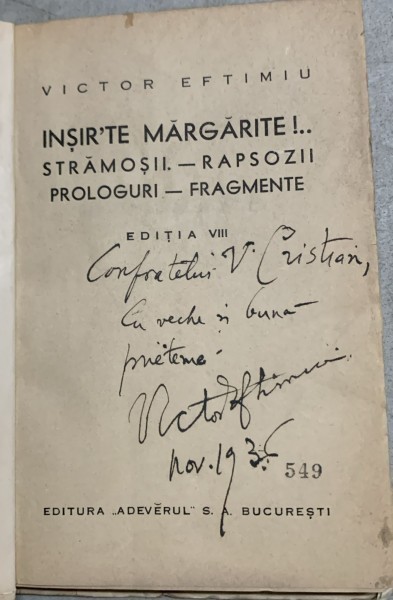 VICTOR EFTIMIU
INȘIR'TE MĂRGĂRITE !..
STRĂMOȘII. — RAPSOZII
PROLOGURI — FRAGMENTE
EDIȚIA VIII
Confratelui V. Cristian,
Cu veche și bună
prietenie
Victor Eftimiu
nov. 1936
549
EDITURA „ADEVĔRUL" S. A. BUCUREȘTI